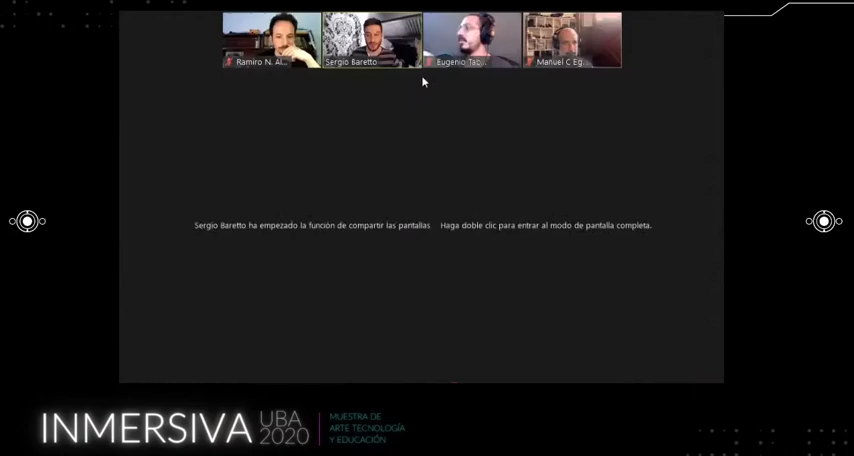 Ramiro N. Al...
Sergio Baretto
Eugenio Tab...
Manuel C Eg...
Sergio Baretto ha empezado la función de compartir las pantallas Haga doble clic para entrar al modo de pantalla completa.
INMERSIVA UBA 2020
MUESTRA DE
ARTE TECNOLOGÍA
Y EDUCACIÓN